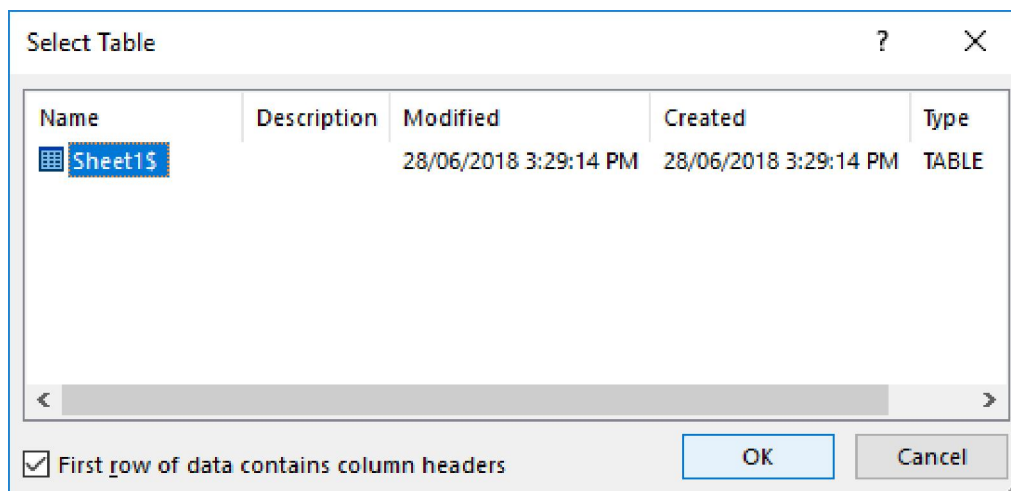 Select Table ?
Name Description Modified Created Type
Sheet1$ 28/06/2018 3:29:14 PM 28/06/2018 3:29:14 PM TABLE
First row of data contains column headers OK Cancel